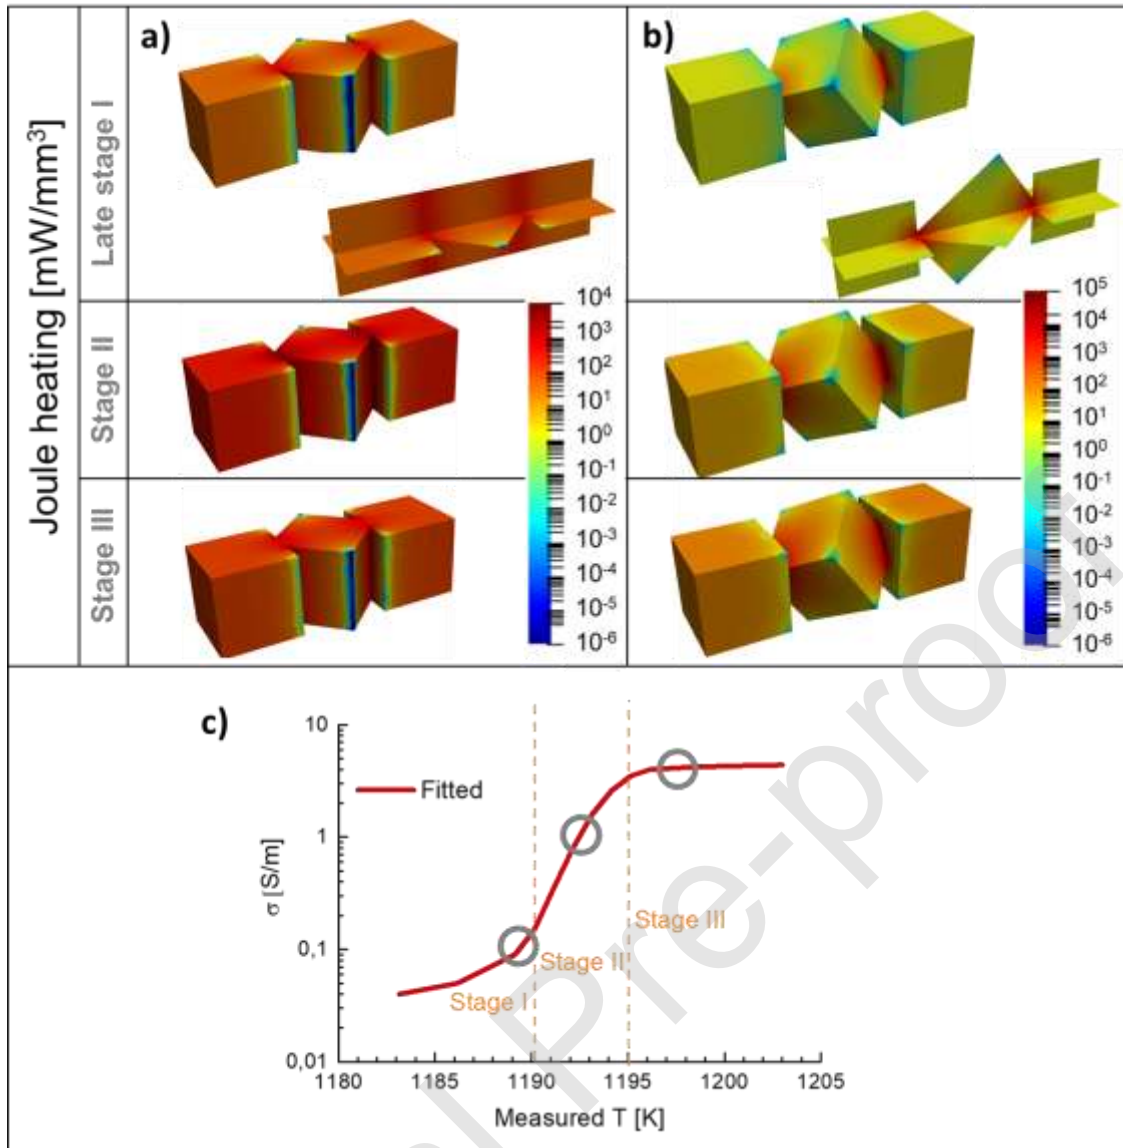 a)
b)
Joule heating [mW/mm³]
Late stage I
Stage II
Stage III
10⁴
10³
10²
10¹
10⁰
10⁻¹
10⁻²
10⁻³
10⁻⁴
10⁻⁵
10⁻⁶
10⁵
10⁴
10³
10²
10¹
10⁰
10⁻¹
10⁻²
10⁻³
10⁻⁴
10⁻⁵
10⁻⁶
c)
10
1
0,1
0,01
σ [S/m]
Fitted
Stage I
Stage II
Stage III
1180 1185 1190 1195 1200 1205
Measured T [K]
l Pre-proo